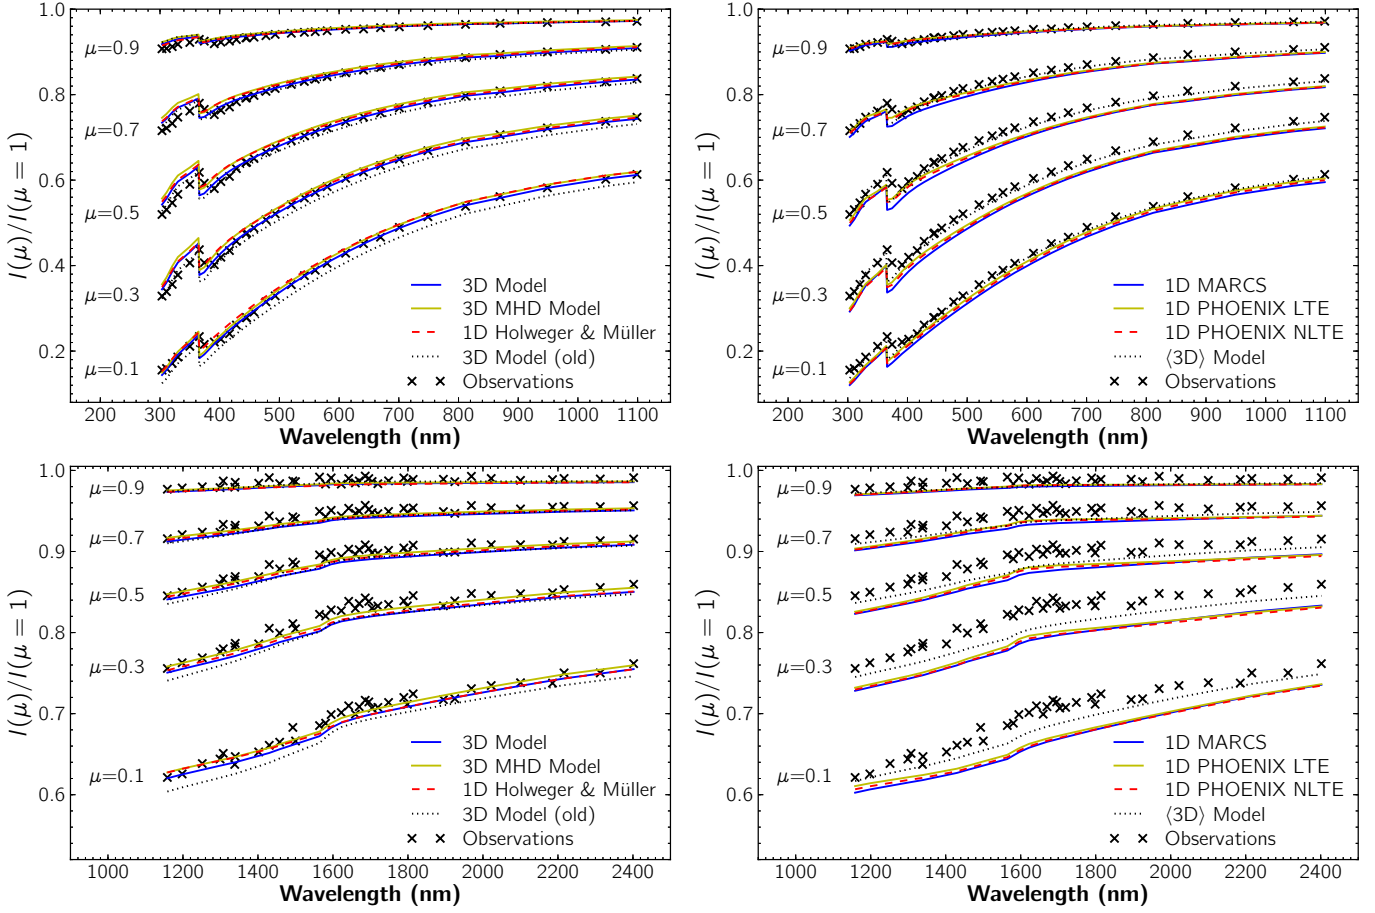 1.0
0.8
0.6
0.4
0.2
I(μ)/I(μ = 1)
μ=0.9
μ=0.7
μ=0.5
μ=0.3
μ=0.1
3D Model
3D MHD Model
1D Holweger & Müller
3D Model (old)
Observations
200 300 400 500 600 700 800 900 1000 1100
Wavelength (nm)
1.0
0.8
0.6
0.4
0.2
I(μ)/I(μ = 1)
μ=0.9
μ=0.7
μ=0.5
μ=0.3
μ=0.1
1D MARCS
1D PHOENIX LTE
1D PHOENIX NLTE
⟨3D⟩ Model
Observations
200 300 400 500 600 700 800 900 1000 1100
Wavelength (nm)
1.0
0.9
0.8
0.7
0.6
I(μ)/I(μ = 1)
μ=0.9
μ=0.7
μ=0.5
μ=0.3
μ=0.1
3D Model
3D MHD Model
1D Holweger & Müller
3D Model (old)
Observations
1000 1200 1400 1600 1800 2000 2200 2400
Wavelength (nm)
1.0
0.9
0.8
0.7
0.6
I(μ)/I(μ = 1)
μ=0.9
μ=0.7
μ=0.5
μ=0.3
μ=0.1
1D MARCS
1D PHOENIX LTE
1D PHOENIX NLTE
⟨3D⟩ Model
Observations
1000 1200 1400 1600 1800 2000 2200 2400
Wavelength (nm)